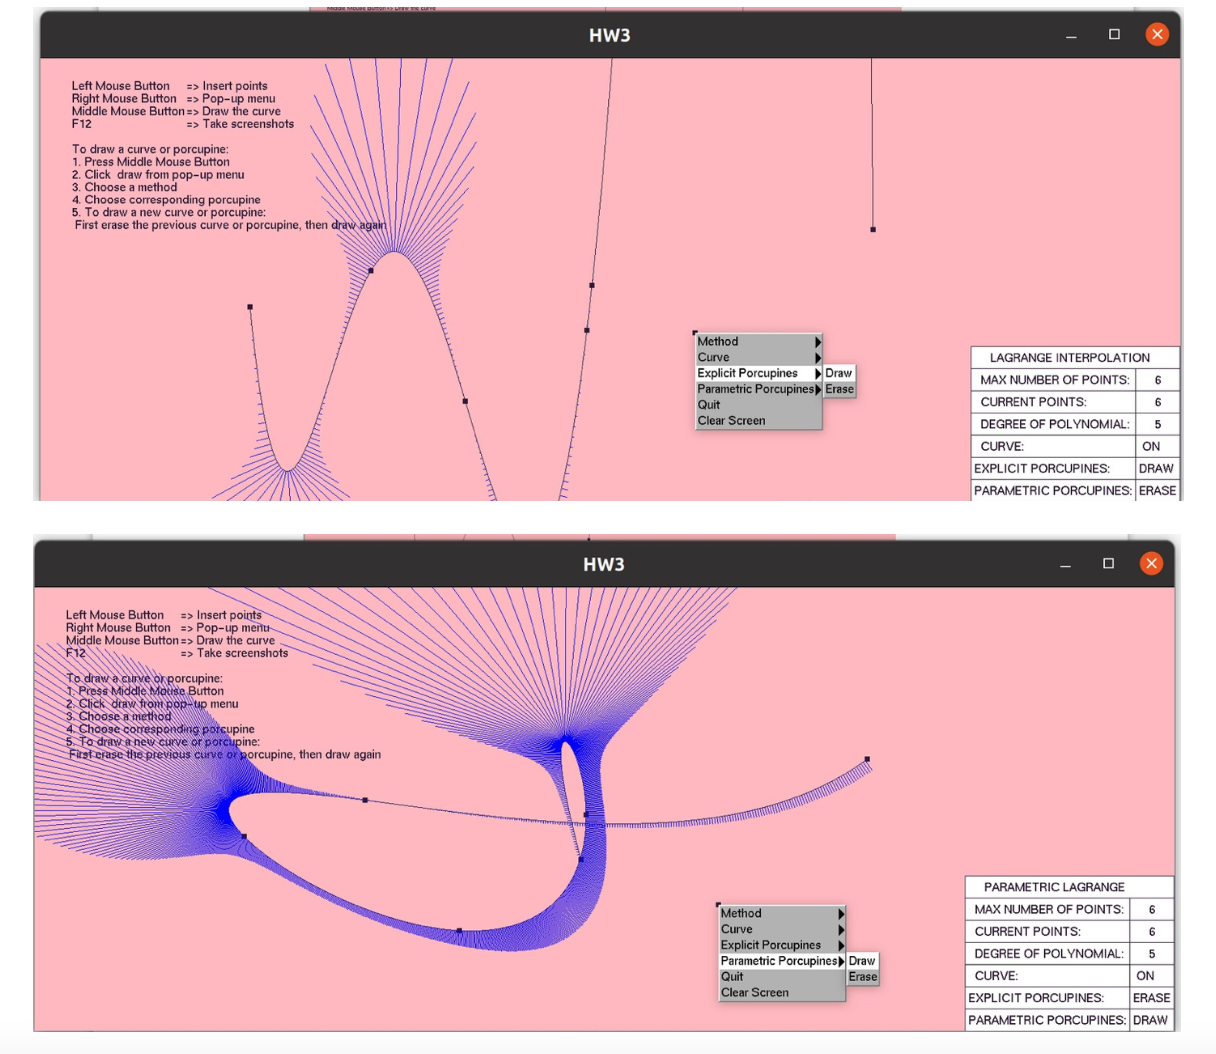 Middle Mouse Button => Draw the curve
HW3
Left Mouse Button => Insert points
Right Mouse Button => Pop-up menu
Middle Mouse Button => Draw the curve
F12 => Take screenshots
To draw a curve or porcupine:
1. Press Middle Mouse Button
2. Click draw from pop-up menu
3. Choose a method
4. Choose corresponding porcupine
5. To draw a new curve or porcupine:
First erase the previous curve or porcupine, then draw again
Method
Curve
Explicit Porcupines Draw
Parametric Porcupines Erase
Quit
Clear Screen
LAGRANGE INTERPOLATION
MAX NUMBER OF POINTS: 6
CURRENT POINTS: 6
DEGREE OF POLYNOMIAL: 5
CURVE: ON
EXPLICIT PORCUPINES: DRAW
PARAMETRIC PORCUPINES: ERASE
HW3
Left Mouse Button => Insert points
Right Mouse Button => Pop-up menu
Middle Mouse Button => Draw the curve
F12 => Take screenshots
To draw a curve or porcupine:
1. Press Middle Mouse Button
2. Click draw from pop-up menu
3. Choose a method
4. Choose corresponding porcupine
5. To draw a new curve or porcupine:
First erase the previous curve or porcupine, then draw again
Method
Curve
Explicit Porcupines
Parametric Porcupines Draw
Quit Erase
Clear Screen
PARAMETRIC LAGRANGE
MAX NUMBER OF POINTS: 6
CURRENT POINTS: 6
DEGREE OF POLYNOMIAL: 5
CURVE: ON
EXPLICIT PORCUPINES: ERASE
PARAMETRIC PORCUPINES: DRAW